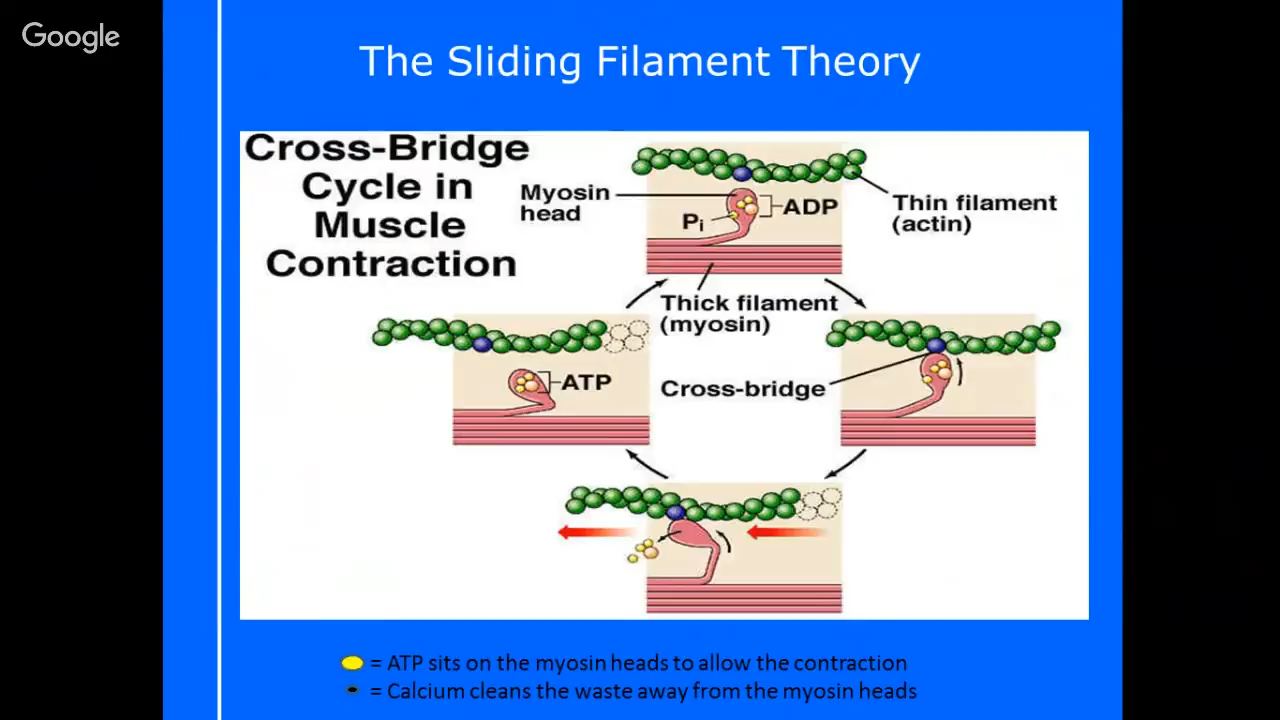 Google
The Sliding Filament Theory
Cross-Bridge
Cycle in
Muscle
Contraction
Myosin
head
Pi
ADP
Thin filament
(actin)
Thick filament
(myosin)
ATP
Cross-bridge
= ATP sits on the myosin heads to allow the contraction
= Calcium cleans the waste away from the myosin heads